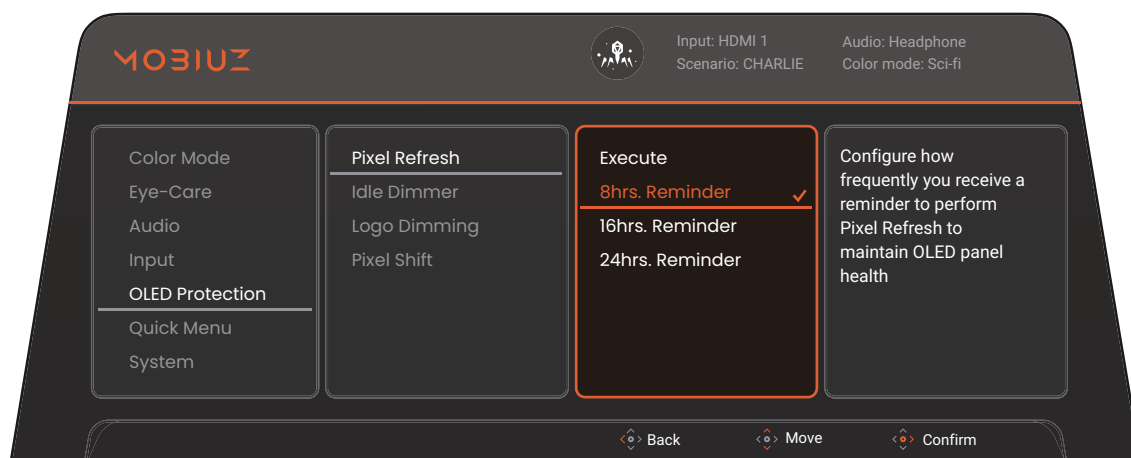 MOBIUZ
Input: HDMI 1
Scenario: CHARLIE
Audio: Headphone
Color mode: Sci-fi
Color Mode
Eye-Care
Audio
Input
OLED Protection
Quick Menu
System
Pixel Refresh
Idle Dimmer
Logo Dimming
Pixel Shift
Execute
8hrs. Reminder
16hrs. Reminder
24hrs. Reminder
Configure how
frequently you receive a
reminder to perform
Pixel Refresh to
maintain OLED panel
health
Back
Move
Confirm